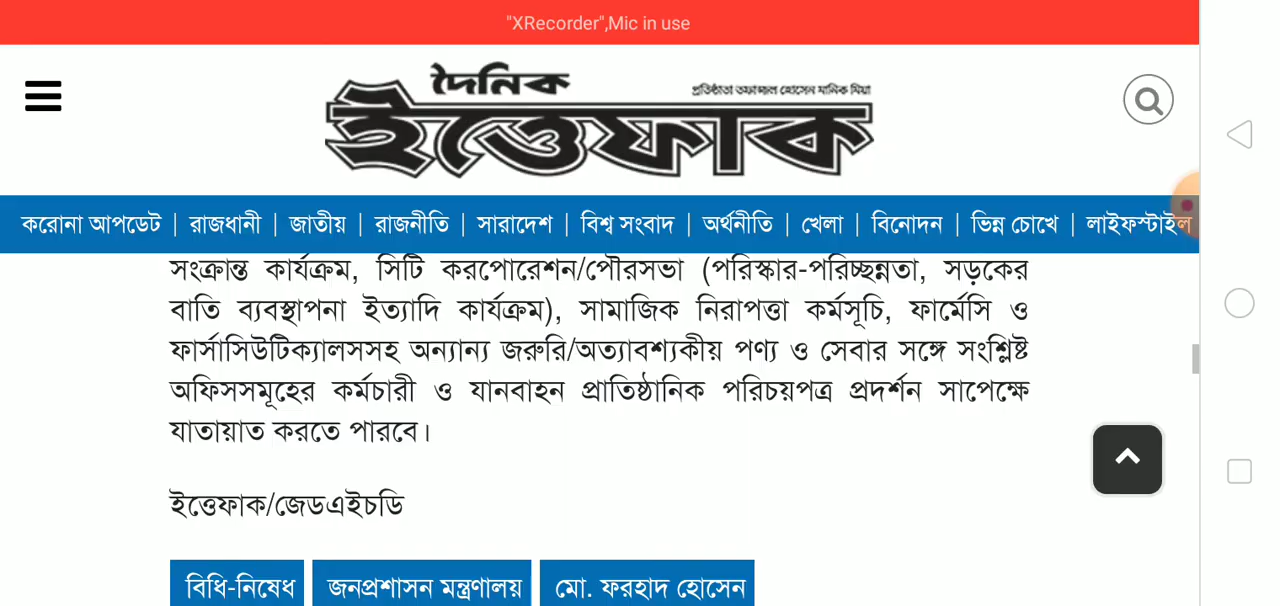 "XRecorder",Mic in use
দৈনিক
প্রতিষ্ঠাতা তফাজ্জল হোসেন মানিক মিয়া
ইত্তেফাক
করোনা আপডেট | রাজধানী | জাতীয় | রাজনীতি | সারাদেশ | বিশ্ব সংবাদ | অর্থনীতি | খেলা | বিনোদন | ভিন্ন চোখে | লাইফস্টাইল
সংক্রান্ত কার্যক্রম, সিটি করপোরেশন/পৌরসভা (পরিস্কার-পরিচ্ছন্নতা, সড়কের
বাতি ব্যবস্থাপনা ইত্যাদি কার্যক্রম), সামাজিক নিরাপত্তা কর্মসূচি, ফার্মেসি ও
ফার্সাসিউটিক্যালসসহ অন্যান্য জরুরি/অত্যাবশ্যকীয় পণ্য ও সেবার সঙ্গে সংশ্লিষ্ট
অফিসসমূহের কর্মচারী ও যানবাহন প্রাতিষ্ঠানিক পরিচয়পত্র প্রদর্শন সাপেক্ষে
যাতায়াত করতে পারবে।
ইত্তেফাক/জেডএইচডি
বিধি-নিষেধ জনপ্রশাসন মন্ত্রণালয় মো. ফরহাদ হোসেন